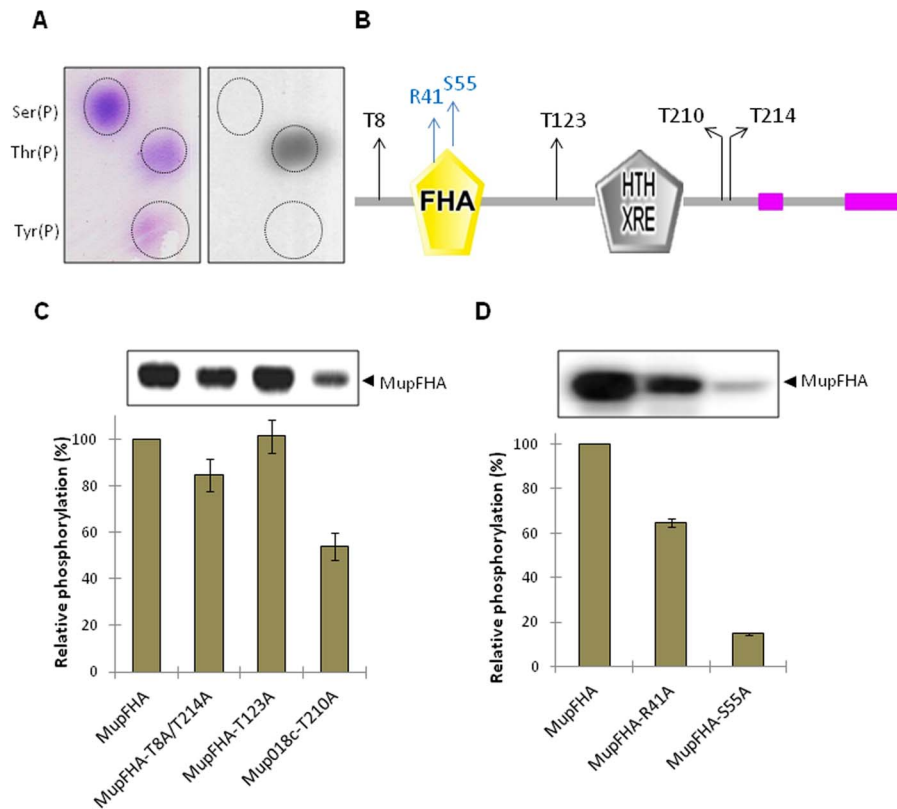 A
Ser(P)
Thr(P)
Tyr(P)
B
T8
R41
S55
T123
T210
T214
FHA
HTH
XRE
C
MupFHA
Relative phosphorylation (%)
100
80
60
40
20
0
MupFHA
MupFHA-T8A/T214A
MupFHA-T123A
Mup018c-T210A
D
MupFHA
Relative phosphorylation (%)
100
80
60
40
20
0
MupFHA
MupFHA-R41A
MupFHA-S55A